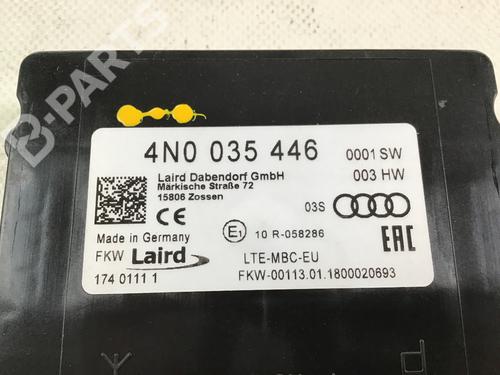 B-PARTS
4N0 035 446
0001 SW
Laird Dabendorf GmbH
003 HW
Märkische Straße 72
15806 Zossen
03S
CE
E1
10 R-058286
EAC
Made in Germany
FKW Laird
LTE-MBC-EU
174 0111 1
FKW-00113.01.1800020693